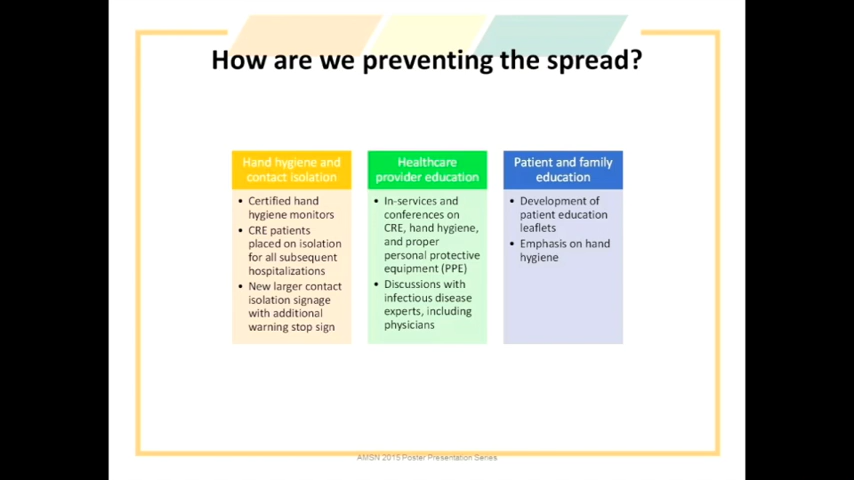 How are we preventing the spread?
Hand hygiene and
contact isolation
• Certified hand
hygiene monitors
• CRE patients
placed on isolation
for all subsequent
hospitalizations
• New larger contact
isolation signage
with additional
warning stop sign
Healthcare
provider education
• In-services and
conferences on
CRE, hand hygiene,
and proper
personal protective
equipment (PPE)
• Discussions with
infectious disease
experts, including
physicians
Patient and family
education
• Development of
patient education
leaflets
• Emphasis on hand
hygiene
AMSN 2015 Poster Presentation Series